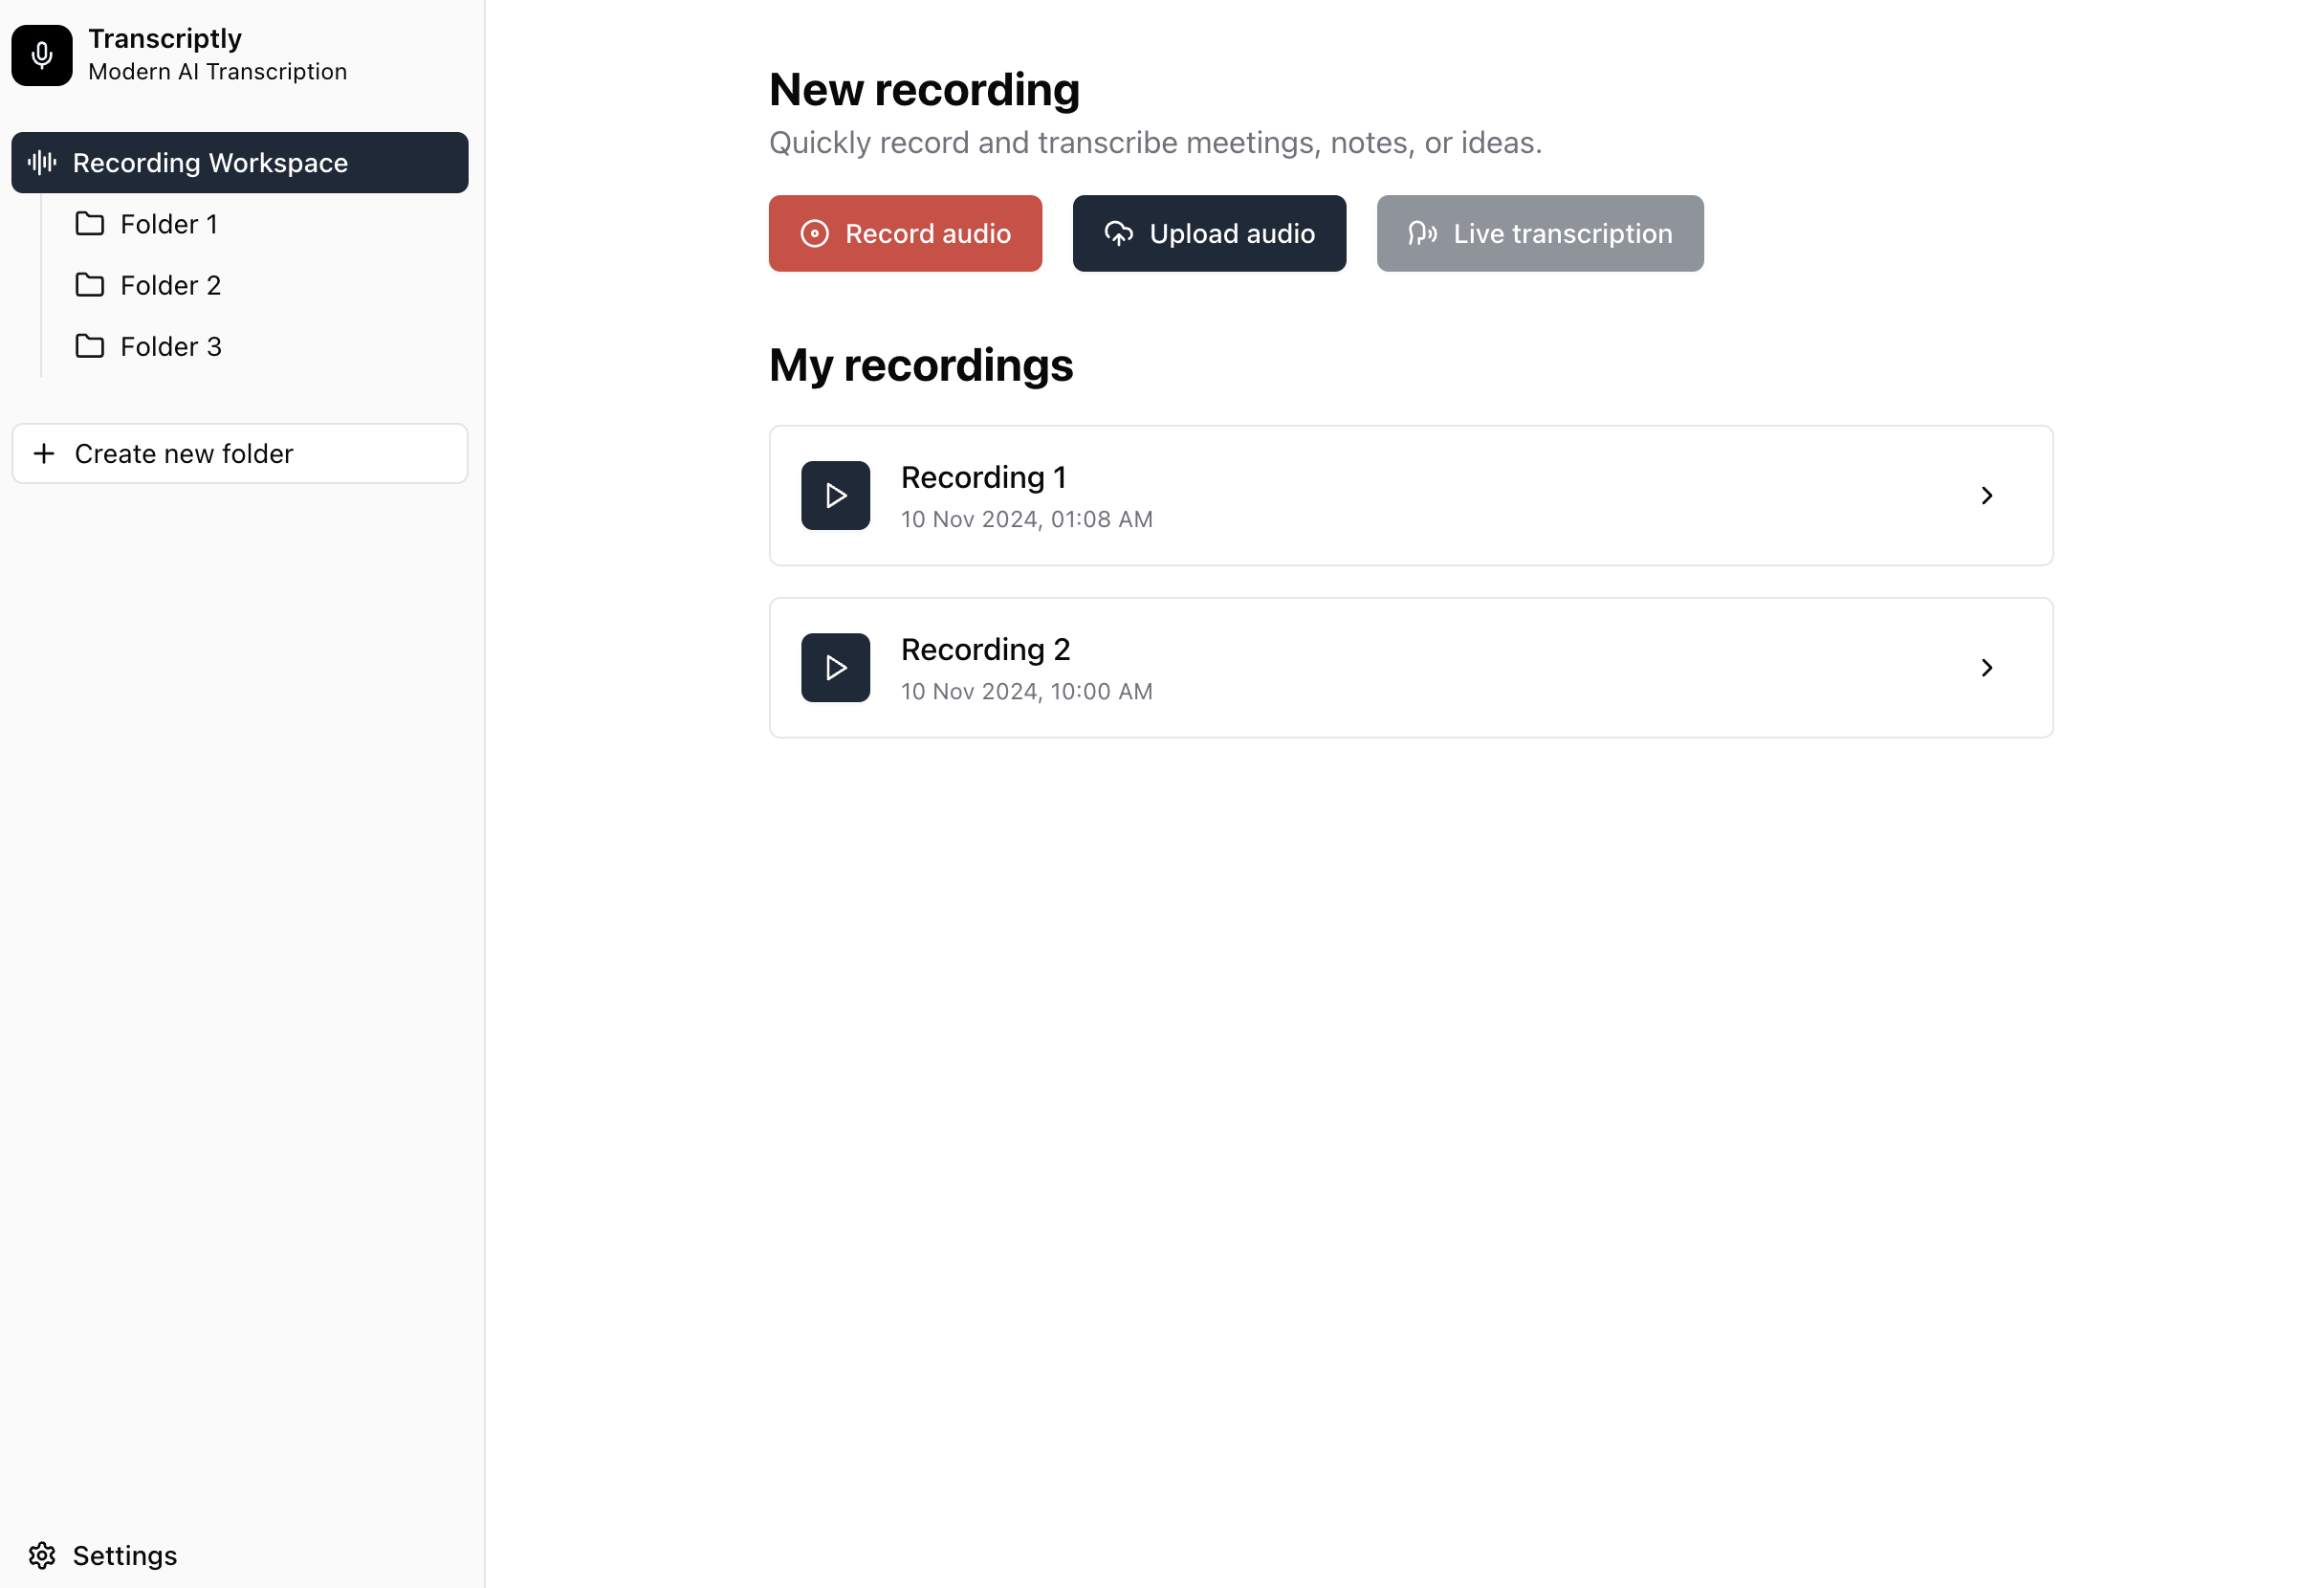 Transcriptly
Modern AI Transcription
Recording Workspace
Folder 1
Folder 2
Folder 3
Create new folder
Settings
New recording
Quickly record and transcribe meetings, notes, or ideas.
Record audio
Upload audio
Live transcription
My recordings
Recording 1
10 Nov 2024, 01:08 AM
Recording 2
10 Nov 2024, 10:00 AM